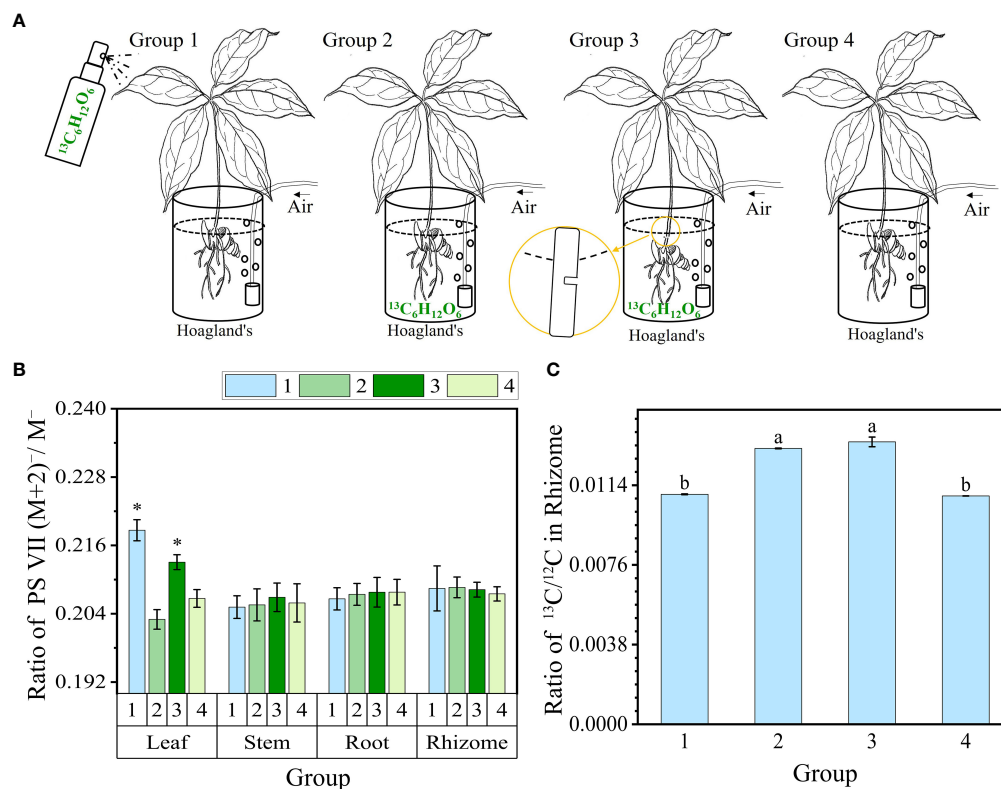 A
Group 1
Group 2
Group 3
Group 4
¹³C₆H₁₂O₆
Air
Air
Air
Air
¹³C₆H₁₂O₆
¹³C₆H₁₂O₆
Hoagland's
Hoagland's
Hoagland's
Hoagland's
B
1 2 3 4
Ratio of PS VII (M+2)⁻/ M⁻
0.240
0.228
0.216
0.204
0.192
* *
1 2 3 4 1 2 3 4 1 2 3 4 1 2 3 4
Leaf Stem Root Rhizome
Group
C
Ratio of ¹³C/¹²C in Rhizome
0.0114
0.0076
0.0038
0.0000
b a a b
1 2 3 4
Group